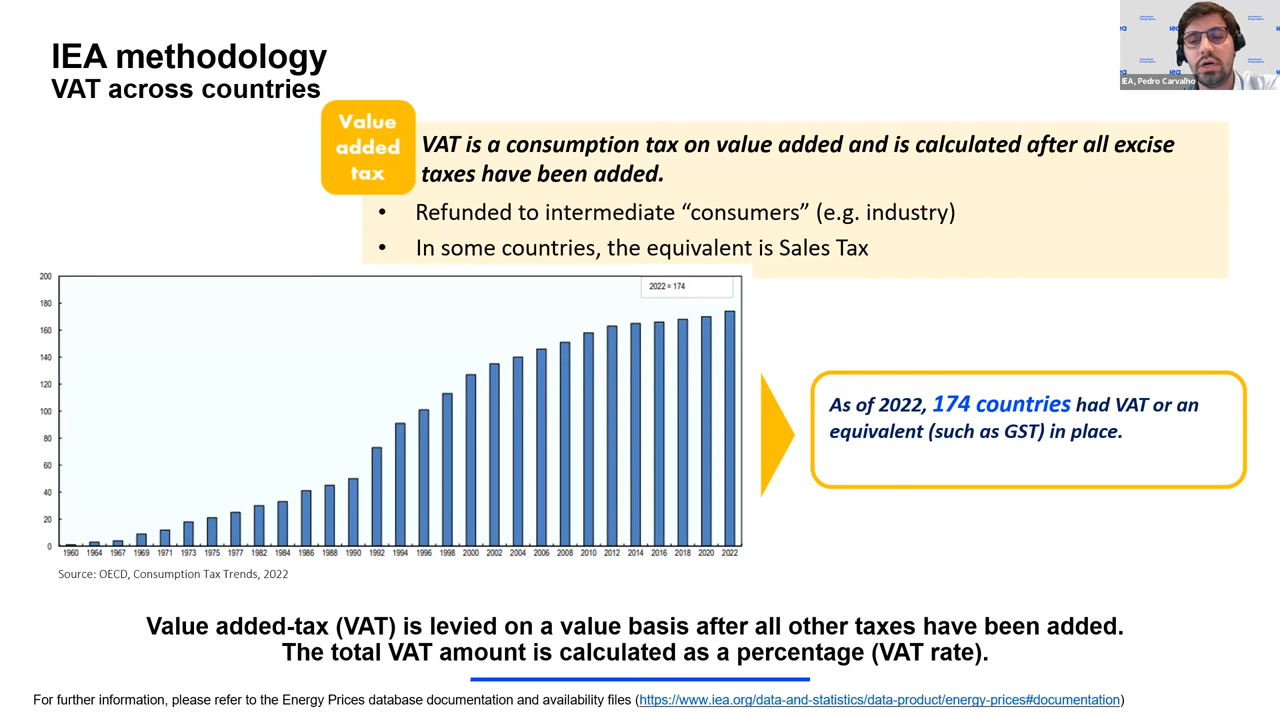 IEA methodology
VAT across countries
IEA, Pedro Carvalho
Value
added
tax
VAT is a consumption tax on value added and is calculated after all excise
taxes have been added.
• Refunded to intermediate “consumers” (e.g. industry)
• In some countries, the equivalent is Sales Tax
2022 = 174
200
180
160
140
120
100
80
60
40
20
0
1960 1964 1967 1969 1971 1973 1975 1977 1982 1984 1986 1988 1990 1992 1994 1996 1998 2000 2002 2004 2006 2008 2010 2012 2014 2016 2018 2020 2022
Source: OECD, Consumption Tax Trends, 2022
As of 2022, 174 countries had VAT or an
equivalent (such as GST) in place.
Value added-tax (VAT) is levied on a value basis after all other taxes have been added.
The total VAT amount is calculated as a percentage (VAT rate).
For further information, please refer to the Energy Prices database documentation and availability files (https://www.iea.org/data-and-statistics/data-product/energy-prices#documentation)